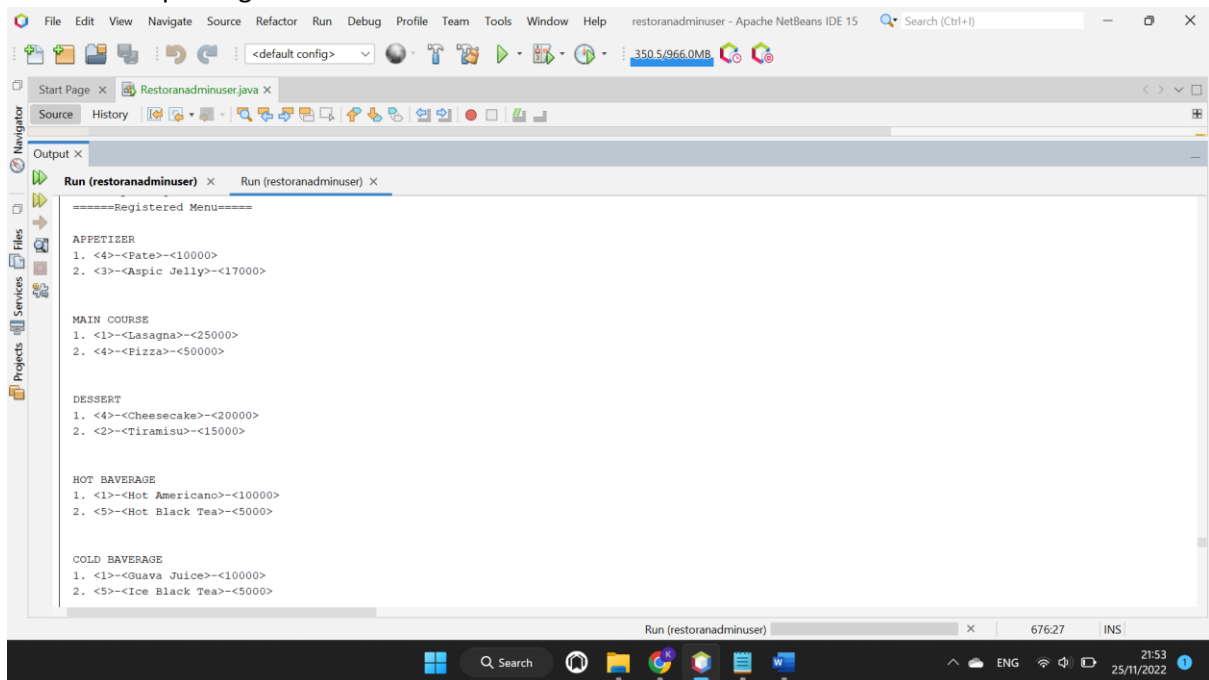 File Edit View Navigate Source Refactor Run Debug Profile Team Tools Window Help restoranadminuser - Apache NetBeans IDE 15 Search (Ctrl+I)
<default config> 350.5/966.0MB
Start Page Restoranadminuser.java
Source History
Navigator
Output
Run (restoranadminuser) Run (restoranadminuser)
Files
Services
Projects
======Registered Menu=====
APPETIZER
1. <4>-<Pate>-<10000>
2. <3>-<Aspic Jelly>-<17000>
MAIN COURSE
1. <1>-<Lasagna>-<25000>
2. <4>-<Pizza>-<50000>
DESSERT
1. <4>-<Cheesecake>-<20000>
2. <2>-<Tiramisu>-<15000>
HOT BAVERAGE
1. <1>-<Hot Americano>-<10000>
2. <5>-<Hot Black Tea>-<5000>
COLD BAVERAGE
1. <1>-<Guava Juice>-<10000>
2. <5>-<Ice Black Tea>-<5000>
Run (restoranadminuser) 676:27 INS
Search ENG 21:53
25/11/2022 1